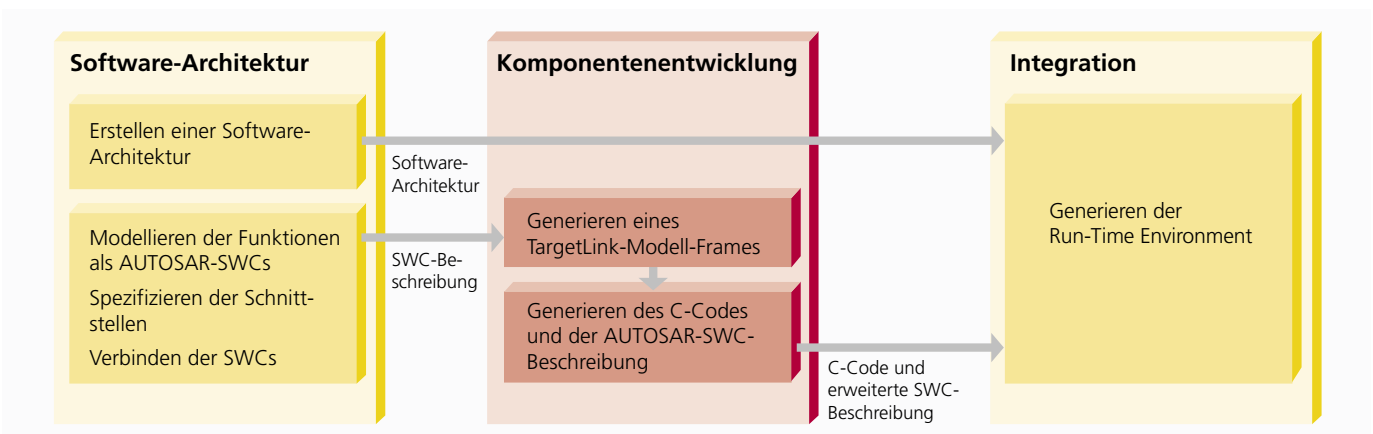 Software-Architektur
Erstellen einer Software-
Architektur
Modellieren der Funktionen
als AUTOSAR-SWCs
Spezifizieren der Schnitt-
stellen
Verbinden der SWCs
Software-
Architektur
SWC-Be-
schreibung
Komponentenentwicklung
Generieren eines
TargetLink-Modell-Frames
Generieren des C-Codes
und der AUTOSAR-SWC-
Beschreibung
C-Code und
erweiterte SWC-
Beschreibung
Integration
Generieren der
Run-Time Environment